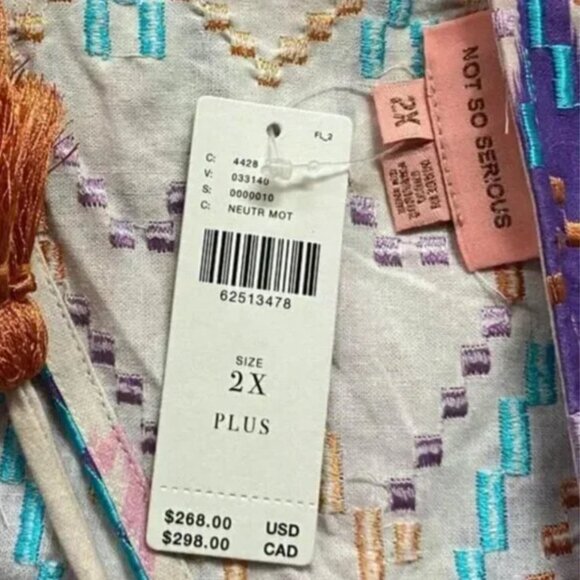 FL_2
C: 4428
V: 033140
S: 0000010
C: NEUTR MOT
62513478
SIZE
2X
PLUS
$268.00 USD
$298.00 CAD
NOT SO SERIOUS
2X